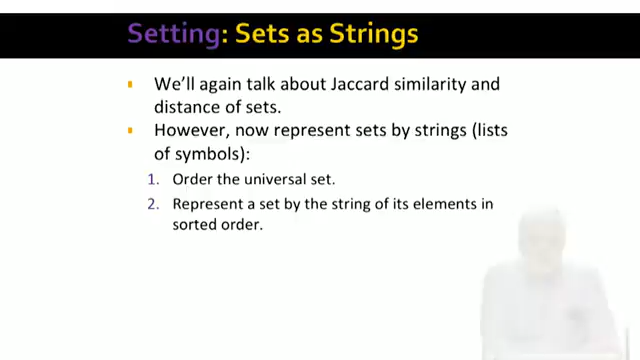 Setting: Sets as Strings
We'll again talk about Jaccard similarity and
distance of sets.
However, now represent sets by strings (lists
of symbols):
1. Order the universal set.
2. Represent a set by the string of its elements in
sorted order.